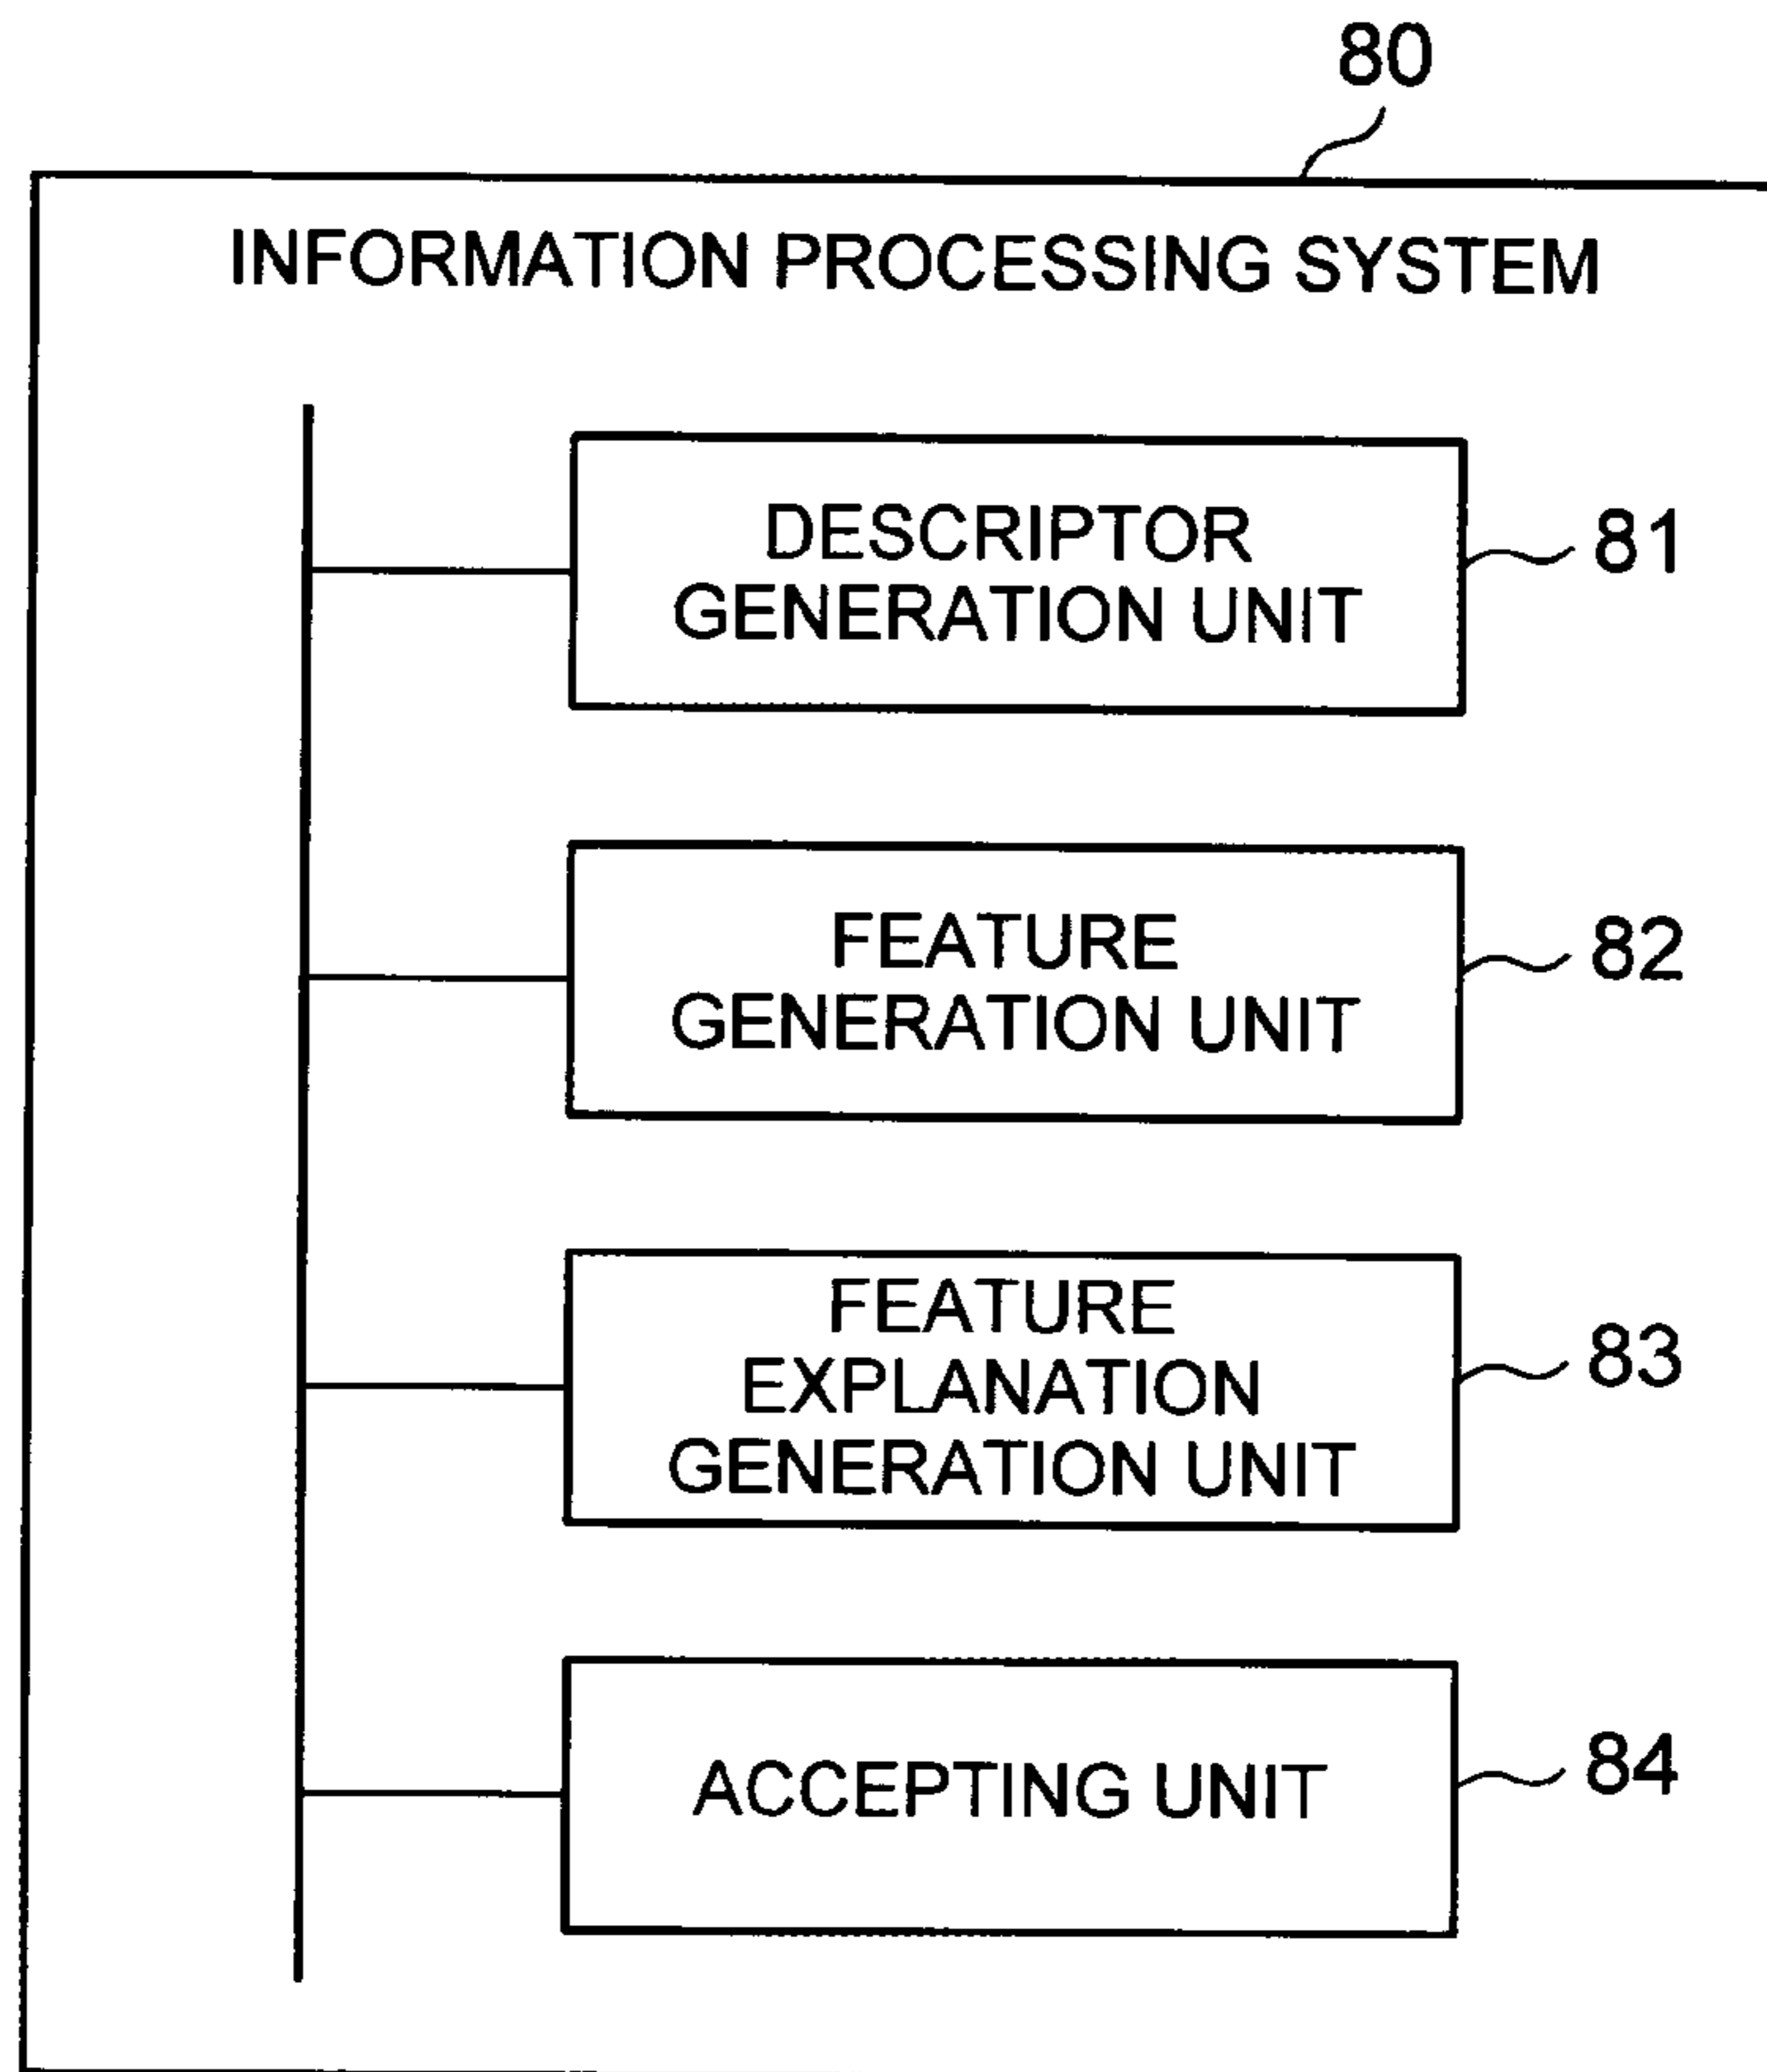 80
INFORMATION PROCESSING SYSTEM
DESCRIPTOR
GENERATION UNIT
81
FEATURE
GENERATION UNIT
82
FEATURE
EXPLANATION
GENERATION UNIT
83
ACCEPTING UNIT
84